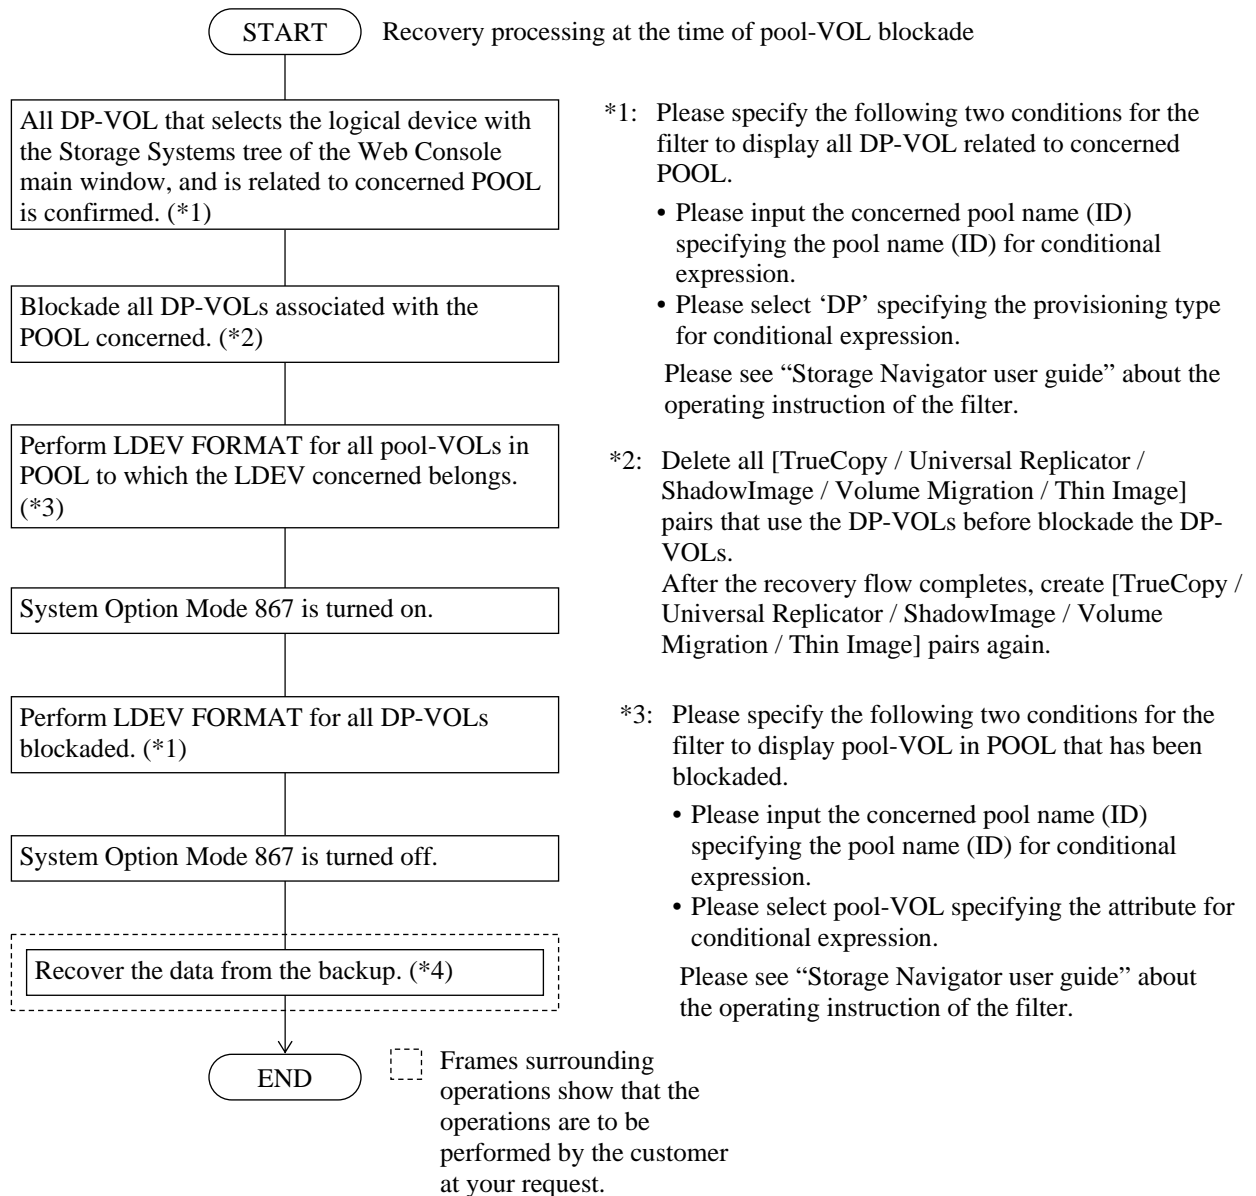 START
Recovery processing at the time of pool-VOL blockade
All DP-VOL that selects the logical device with
the Storage Systems tree of the Web Console
main window, and is related to concerned POOL
is confirmed. (*1)
Blockade all DP-VOLs associated with the
POOL concerned. (*2)
Perform LDEV FORMAT for all pool-VOLs in
POOL to which the LDEV concerned belongs.
(*3)
System Option Mode 867 is turned on.
Perform LDEV FORMAT for all DP-VOLs
blockaded. (*1)
System Option Mode 867 is turned off.
Recover the data from the backup. (*4)
END
*1: Please specify the following two conditions for the
filter to display all DP-VOL related to concerned
POOL.
• Please input the concerned pool name (ID)
specifying the pool name (ID) for conditional
expression.
• Please select ‘DP’ specifying the provisioning type
for conditional expression.
Please see “Storage Navigator user guide” about the
operating instruction of the filter.
*2: Delete all [TrueCopy / Universal Replicator /
ShadowImage / Volume Migration / Thin Image]
pairs that use the DP-VOLs before blockade the DP-
VOLs.
After the recovery flow completes, create [TrueCopy /
Universal Replicator / ShadowImage / Volume
Migration / Thin Image] pairs again.
*3: Please specify the following two conditions for the
filter to display pool-VOL in POOL that has been
blockaded.
• Please input the concerned pool name (ID)
specifying the pool name (ID) for conditional
expression.
• Please select pool-VOL specifying the attribute for
conditional expression.
Please see “Storage Navigator user guide” about
the operating instruction of the filter.
Frames surrounding
operations show that the
operations are to be
performed by the customer
at your request.